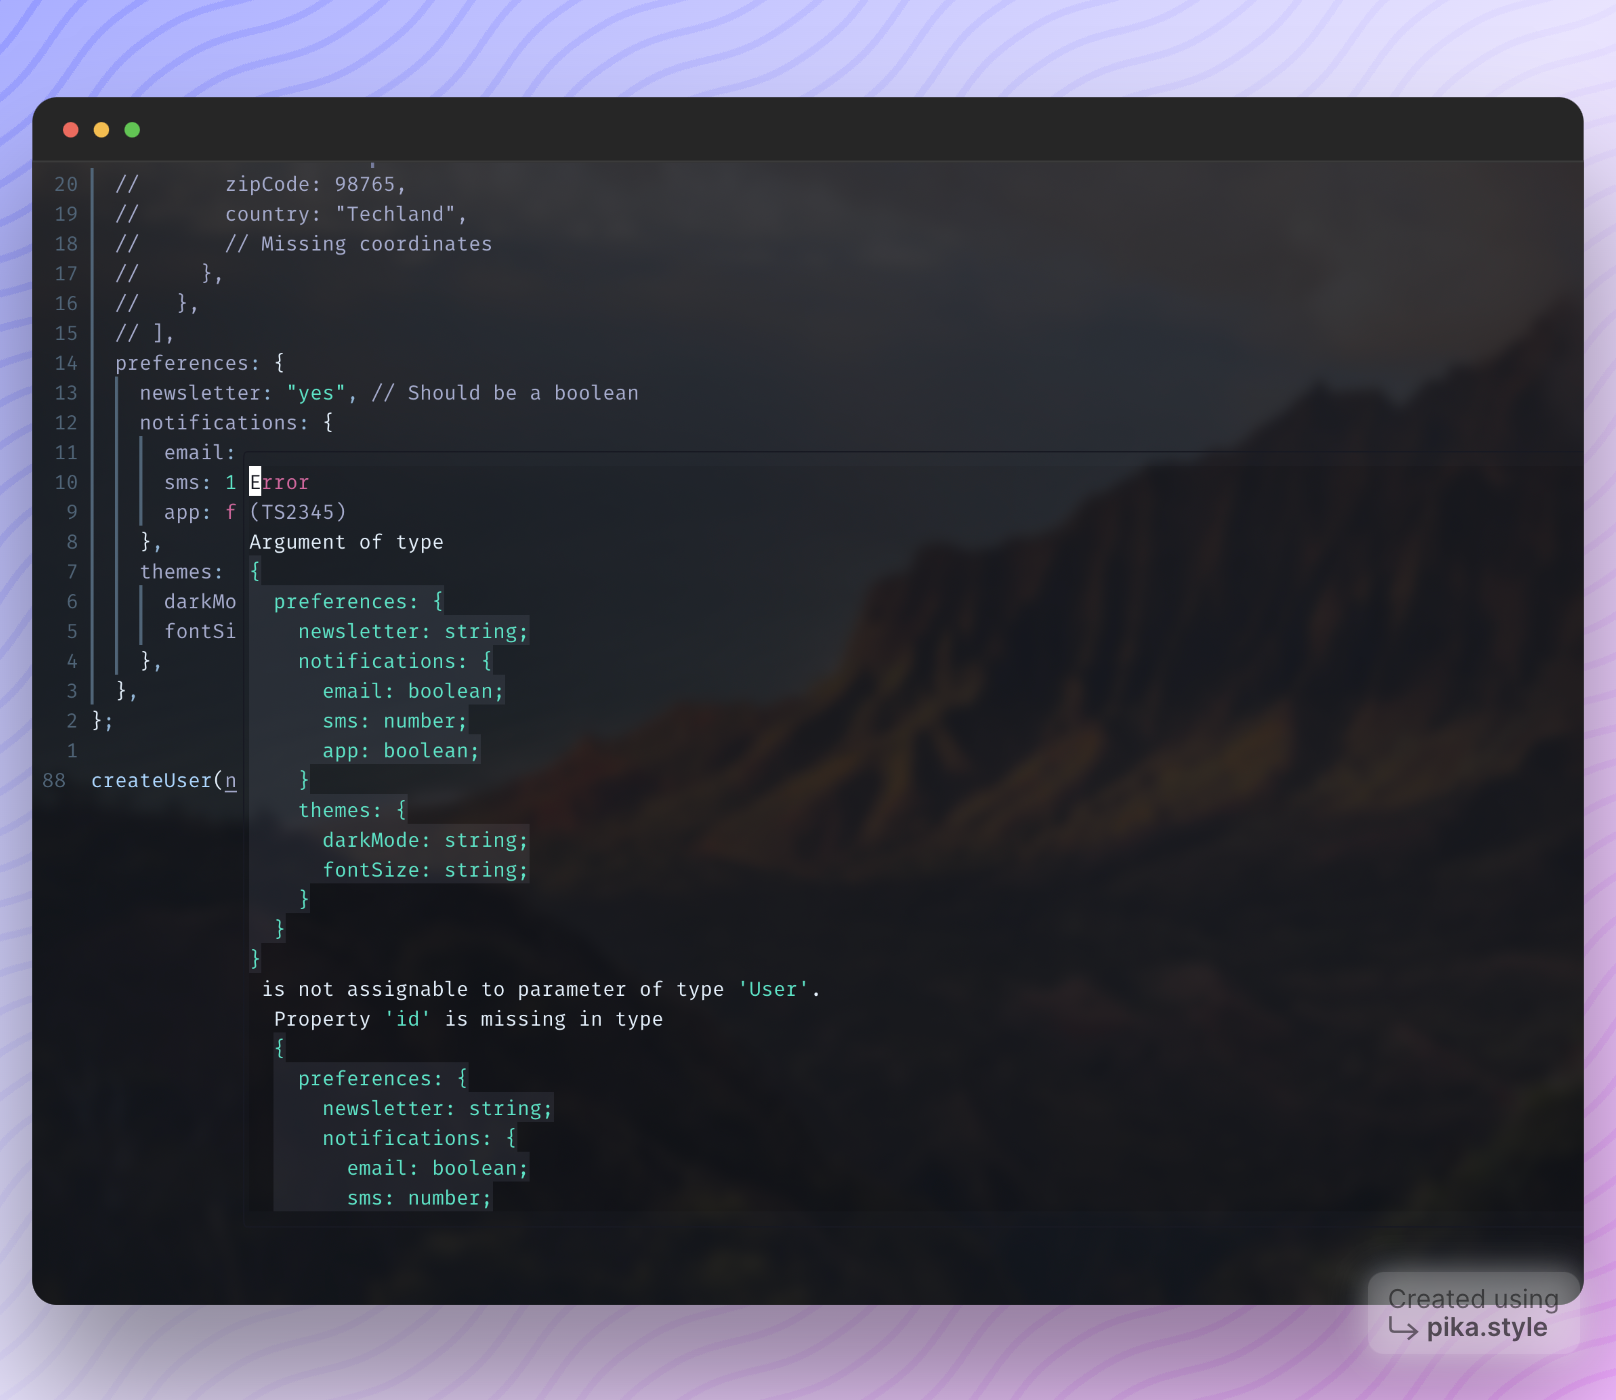 20 //       zipCode: 98765,
19 //       country: "Techland",
18 //       // Missing coordinates
17 //     },
16 //   },
15 // ],
14 preferences: {
13 newsletter: "yes", // Should be a boolean
12 notifications: {
11 email:
10 sms: 1 Error
9 app: f (TS2345)
8 }, Argument of type
7 themes: {
6 darkMo preferences: {
5 fontSi newsletter: string;
4 }, notifications: {
3 }, email: boolean;
2 }; sms: number;
1 app: boolean;
88 createUser(n }
themes: {
darkMode: string;
fontSize: string;
}
}
}
is not assignable to parameter of type 'User'.
Property 'id' is missing in type
{
preferences: {
newsletter: string;
notifications: {
email: boolean;
sms: number;
Created using
pika.style